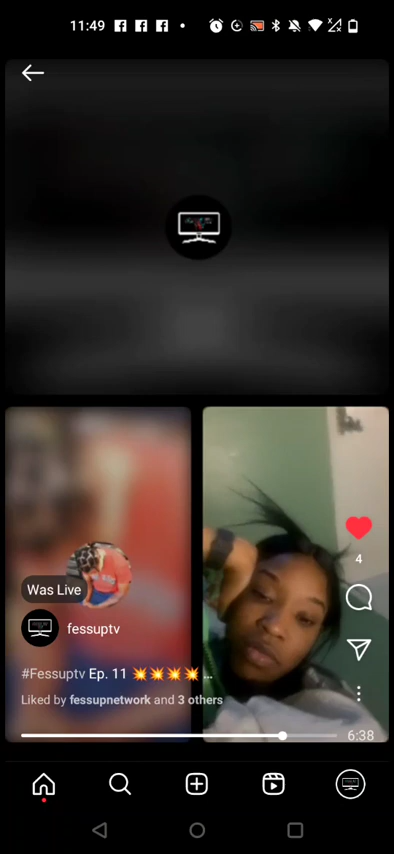 11:49
Was Live
fessuptv
#Fessuptv Ep. 11 💥💥💥💥 ...
Liked by fessupnetwork and 3 others
4
6:38